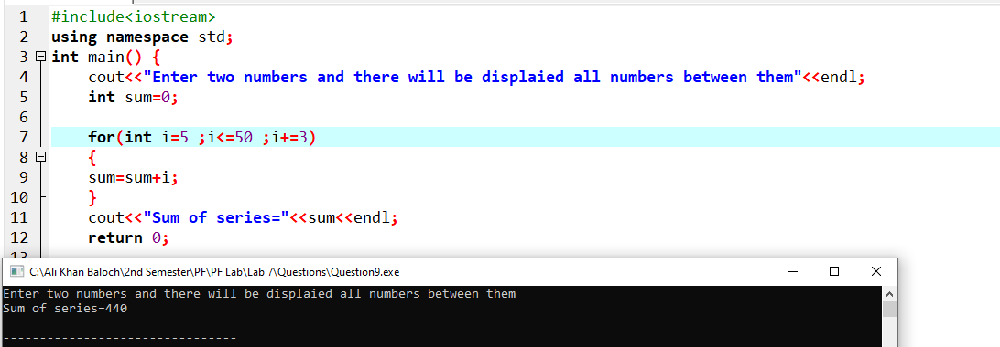 1 #include<iostream>
2 using namespace std;
3 int main() {
4 cout<<"Enter two numbers and there will be displaied all numbers between them"<<endl;
5 int sum=0;
6
7 for(int i=5 ;i<=50 ;i+=3)
8 {
9 sum=sum+i;
10 }
11 cout<<"Sum of series="<<sum<<endl;
12 return 0;
13
C:\Ali Khan Baloch\2nd Semester\PF\PF Lab\Lab 7\Questions\Question9.exe
Enter two numbers and there will be displaied all numbers between them
Sum of series=440
--------------------------------